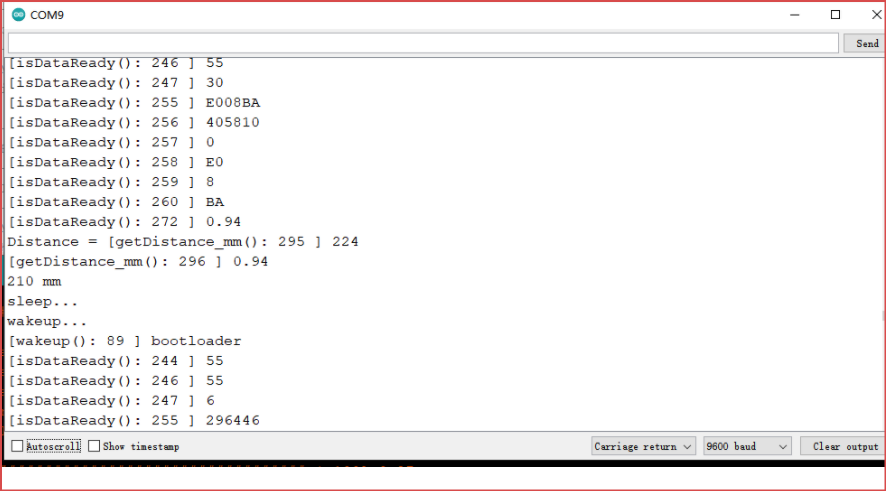 COM9
Send
[isDataReady(): 246 ] 55
[isDataReady(): 247 ] 30
[isDataReady(): 255 ] E008BA
[isDataReady(): 256 ] 405810
[isDataReady(): 257 ] 0
[isDataReady(): 258 ] E0
[isDataReady(): 259 ] 8
[isDataReady(): 260 ] BA
[isDataReady(): 272 ] 0.94
Distance = [getDistance_mm(): 295 ] 224
[getDistance_mm(): 296 ] 0.94
210 mm
sleep...
wakeup...
[wakeup(): 89 ] bootloader
[isDataReady(): 244 ] 55
[isDataReady(): 246 ] 55
[isDataReady(): 247 ] 6
[isDataReady(): 255 ] 296446
Autoscroll Show timestamp Carriage return 9600 baud Clear output